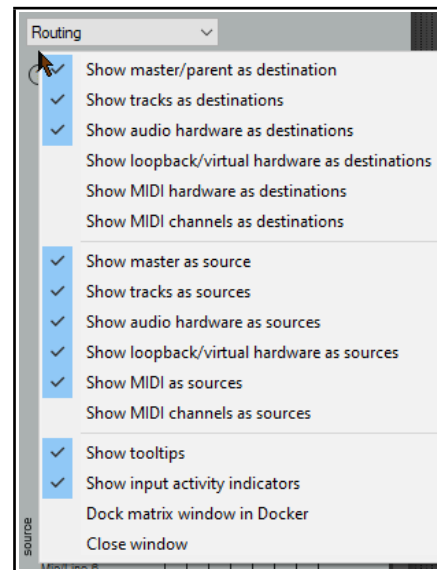 Routing
Show master/parent as destination
Show tracks as destinations
Show audio hardware as destinations
Show loopback/virtual hardware as destinations
Show MIDI hardware as destinations
Show MIDI channels as destinations
Show master as source
Show tracks as sources
Show audio hardware as sources
Show loopback/virtual hardware as sources
Show MIDI as sources
Show MIDI channels as sources
Show tooltips
Show input activity indicators
Dock matrix window in Docker
Close window
source